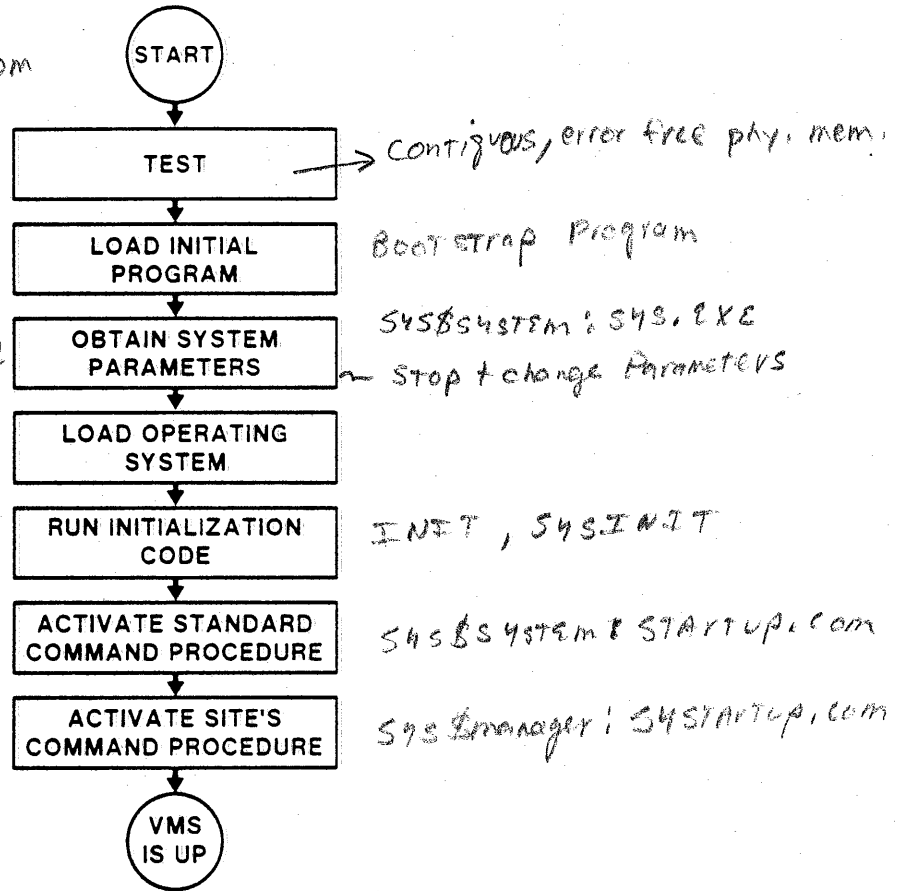 START
om
TEST
Contiguous, error free phy. mem.
LOAD INITIAL
PROGRAM
Bootstrap Program
OBTAIN SYSTEM
PARAMETERS
SYS$SYSTEM: SYS.EXE
Stop + change Parameters
LOAD OPERATING
SYSTEM
RUN INITIALIZATION
CODE
INIT, SYSINIT
ACTIVATE STANDARD
COMMAND PROCEDURE
SYS$SYSTEM: STARTUP.COM
ACTIVATE SITE'S
COMMAND PROCEDURE
SYS$manager: SYSTARTUP.COM
VMS
IS UP